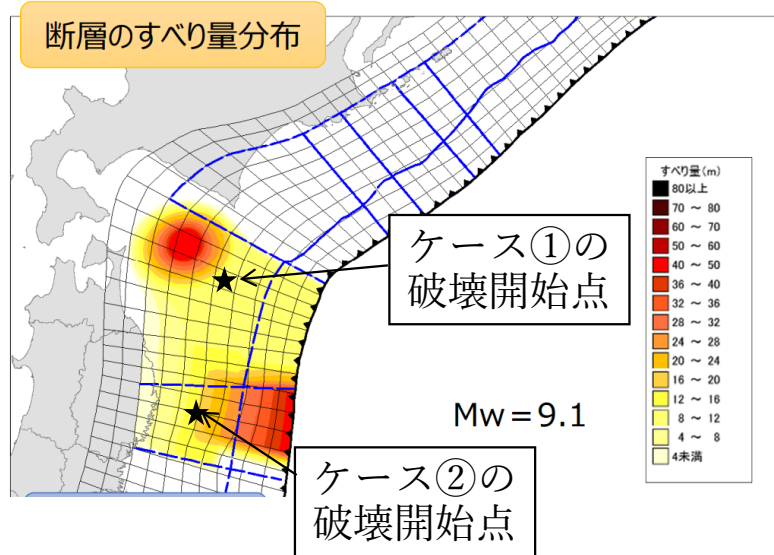 断層のすべり量分布
ケース①の
破壊開始点
Mw＝9.1
ケース②の
破壊開始点
すべり量(m)
80以上
70 ～ 80
60 ～ 70
50 ～ 60
40 ～ 50
36 ～ 40
32 ～ 36
28 ～ 32
24 ～ 28
20 ～ 24
16 ～ 20
12 ～ 16
8 ～ 12
4 ～ 8
4未満